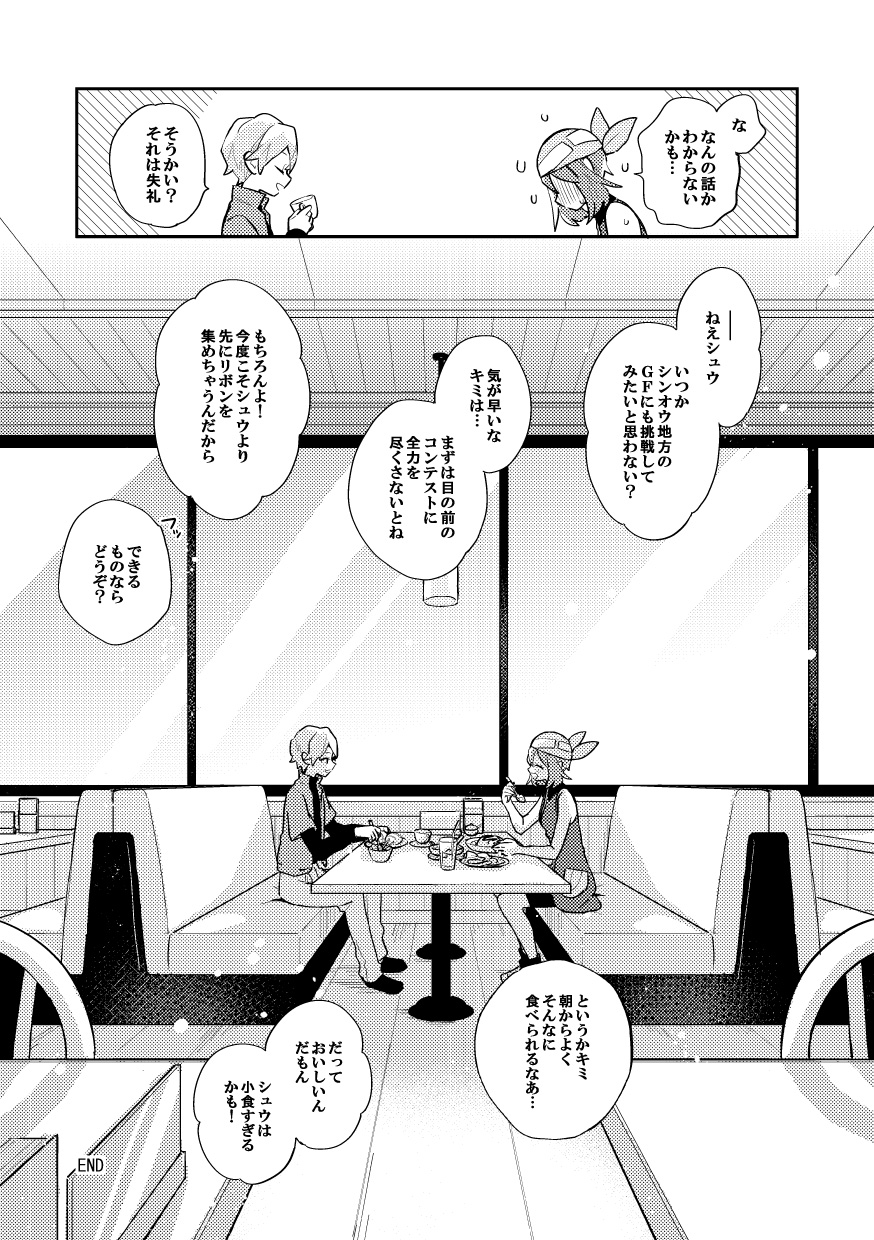 な
なんの話か
わからない
かも…
そうかい？
それは失礼
―ねえシュウ
いつか
シンオウ地方の
GFにも挑戦して
みたいと思わない？
気が早いな
キミは…
まずは目の前の
コンテストに
全力を
尽くさないとね
もちろんよ！
今度こそシュウより
先にリボンを
集めちゃうんだから
フッ
できる
ものなら
どうぞ？
というかキミ
朝からよく
そんなに
食べられるなあ…
だって
おいしいん
だもん
シュウは
小食すぎる
かも！
END